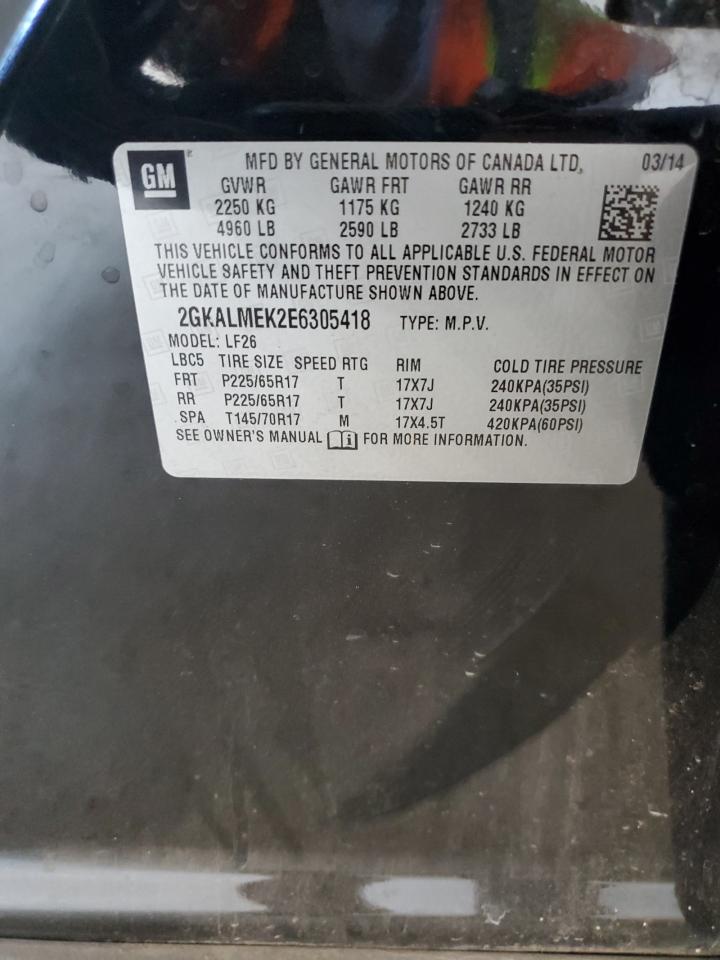 GM MFD BY GENERAL MOTORS OF CANADA LTD, 03/14
GVWR GAWR FRT GAWR RR
2250 KG 1175 KG 1240 KG
4960 LB 2590 LB 2733 LB
THIS VEHICLE CONFORMS TO ALL APPLICABLE U.S. FEDERAL MOTOR
VEHICLE SAFETY AND THEFT PREVENTION STANDARDS IN EFFECT ON
THE DATE OF MANUFACTURE SHOWN ABOVE.
2GKALMEK2E6305418 TYPE: M.P.V.
MODEL: LF26
LBC5 TIRE SIZE SPEED RTG RIM COLD TIRE PRESSURE
FRT P225/65R17 T 17X7J 240KPA(35PSI)
RR P225/65R17 T 17X7J 240KPA(35PSI)
SPA T145/70R17 M 17X4.5T 420KPA(60PSI)
SEE OWNER'S MANUAL FOR MORE INFORMATION.